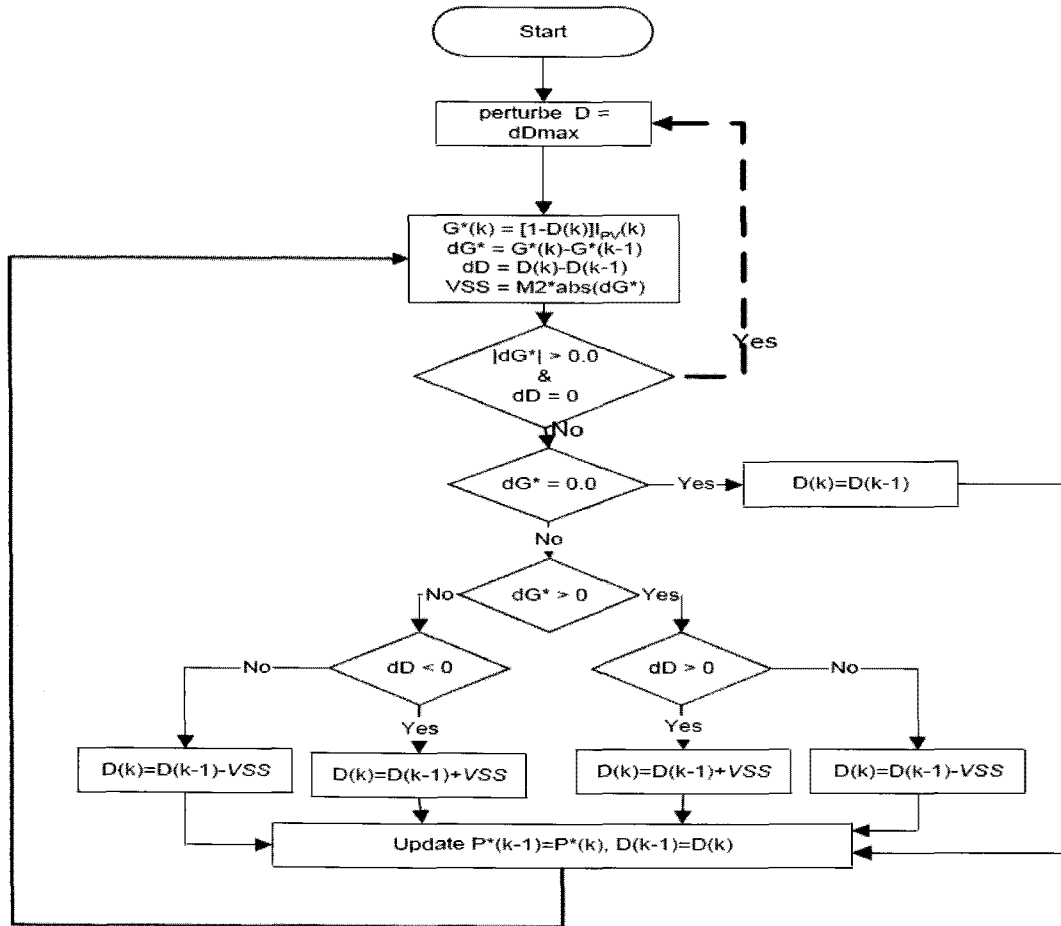 Start
perturbe D =
dDmax
G*(k) = [1-D(k)]I_PV(k)
dG* = G*(k)-G*(k-1)
dD = D(k)-D(k-1)
VSS = M2*abs(dG*)
Yes
|dG*| > 0.0
&
dD = 0
No
dG* = 0.0
Yes
D(k)=D(k-1)
No
No
dG* > 0
Yes
No
dD < 0
dD > 0
No
Yes
Yes
D(k)=D(k-1)-VSS
D(k)=D(k-1)+VSS
D(k)=D(k-1)+VSS
D(k)=D(k-1)-VSS
Update P*(k-1)=P*(k), D(k-1)=D(k)